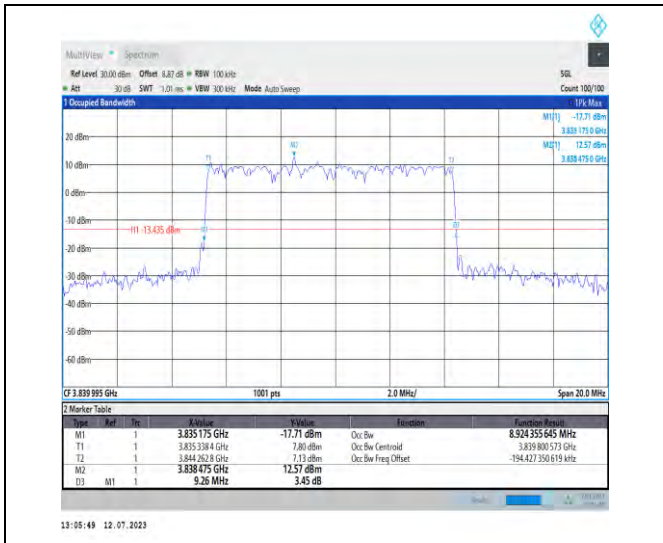 MultiView Spectrum
Ref Level 30.00 dBm Offset 8.87 dB RBW 100 kHz SGL
Att 30 dB SWT 1.01 ms VBW 300 kHz Mode Auto Sweep Count 100/100
1 Occupied Bandwidth 1Pk Max
M1[1] -17.71 dBm
3.835 175 0 GHz
M2[1] 12.57 dBm
3.838 475 0 GHz
20 dBm
M2
T1 T2
10 dBm
0 dBm
-10 dBm
H1 -13.435 dBm
D3
-20 dBm
-30 dBm
-40 dBm
-50 dBm
-60 dBm
CF 3.839 995 GHz 1001 pts 2.0 MHz/ Span 20.0 MHz
2 Marker Table
Type Ref Trc X-Value Y-Value Function Function Result
M1 1 3.835 175 GHz -17.71 dBm Occ Bw 8.924 355 645 MHz
T1 1 3.835 338 4 GHz 7.80 dBm Occ Bw Centroid 3.839 800 573 GHz
T2 1 3.844 262 8 GHz 7.13 dBm Occ Bw Freq Offset -194.427 350 619 kHz
M2 1 3.838 475 GHz 12.57 dBm
D3 M1 1 9.26 MHz 3.45 dB
13:05:49 12.07.2023